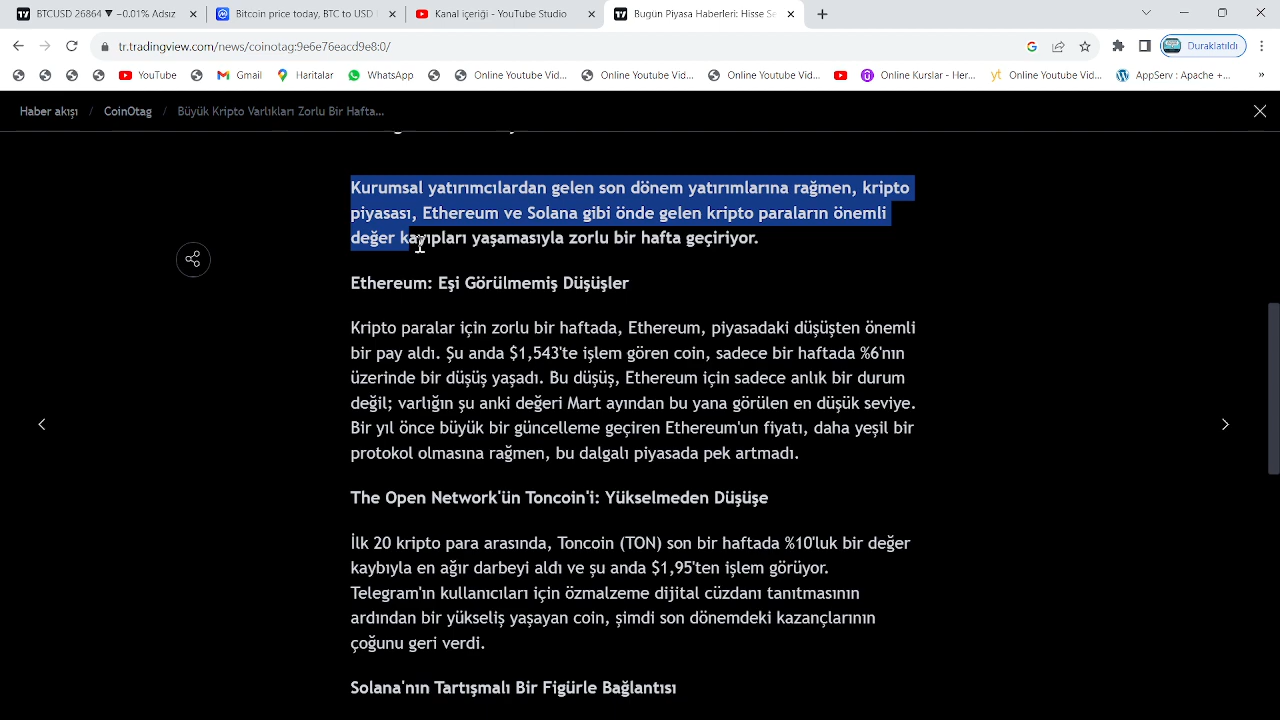 BTCUSD 26864 ▼ −0.01% Adsız
Bitcoin price today, BTC to USD l
Kanal içeriği - YouTube Studio
Bugün Piyasa Haberleri: Hisse Se
tr.tradingview.com/news/coinotag:9e6e76eacd9e8:0/
Duraklatıldı
YouTube
Gmail
Haritalar
WhatsApp
Online Youtube Vid...
Online Youtube Vid...
Online Youtube Vid...
Online Kurslar - Her...
yt Online Youtube Vid...
AppServ : Apache +...
»
Haber akışı / CoinOtag / Büyük Kripto Varlıkları Zorlu Bir Hafta...
Kurumsal yatırımcılardan gelen son dönem yatırımlarına rağmen, kripto
piyasası, Ethereum ve Solana gibi önde gelen kripto paraların önemli
değer kayıpları yaşamasıyla zorlu bir hafta geçiriyor.
Ethereum: Eşi Görülmemiş Düşüşler
Kripto paralar için zorlu bir haftada, Ethereum, piyasadaki düşüşten önemli
bir pay aldı. Şu anda $1,543'te işlem gören coin, sadece bir haftada %6'nın
üzerinde bir düşüş yaşadı. Bu düşüş, Ethereum için sadece anlık bir durum
değil; varlığın şu anki değeri Mart ayından bu yana görülen en düşük seviye.
Bir yıl önce büyük bir güncelleme geçiren Ethereum'un fiyatı, daha yeşil bir
protokol olmasına rağmen, bu dalgalı piyasada pek artmadı.
The Open Network'ün Toncoin'i: Yükselmeden Düşüşe
İlk 20 kripto para arasında, Toncoin (TON) son bir haftada %10'luk bir değer
kaybıyla en ağır darbeyi aldı ve şu anda $1,95'ten işlem görüyor.
Telegram'ın kullanıcıları için özmalzeme dijital cüzdanı tanıtmasının
ardından bir yükseliş yaşayan coin, şimdi son dönemdeki kazançlarının
çoğunu geri verdi.
Solana'nın Tartışmalı Bir Figürle Bağlantısı